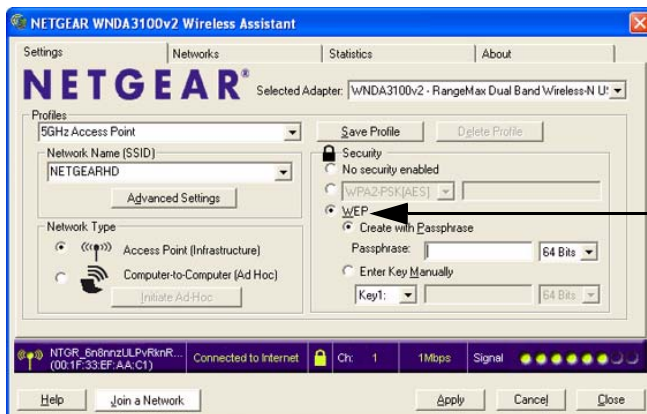 NETGEAR WNDA3100v2 Wireless Assistant
Settings Networks Statistics About
NETGEAR® Selected Adapter: WNDA3100v2 - RangeMax Dual Band Wireless-N U
Profiles
5GHz Access Point Save Profile Delete Profile
Network Name (SSID) Security
NETGEARHD No security enabled
WPA2-PSK[AES]
Advanced Settings WEP
Network Type Create with Passphrase
Access Point (Infrastructure) Passphrase: 64 Bits
Computer-to-Computer (Ad Hoc) Enter Key Manually
Initiate Ad-Hoc Key1: 64 Bits
NTGR_6n8nnzULPvRknR... Connected to Internet Ch: 1 1Mbps Signal
(00:1F:33:EF:AA:C1)
Help Join a Network Apply Cancel Close